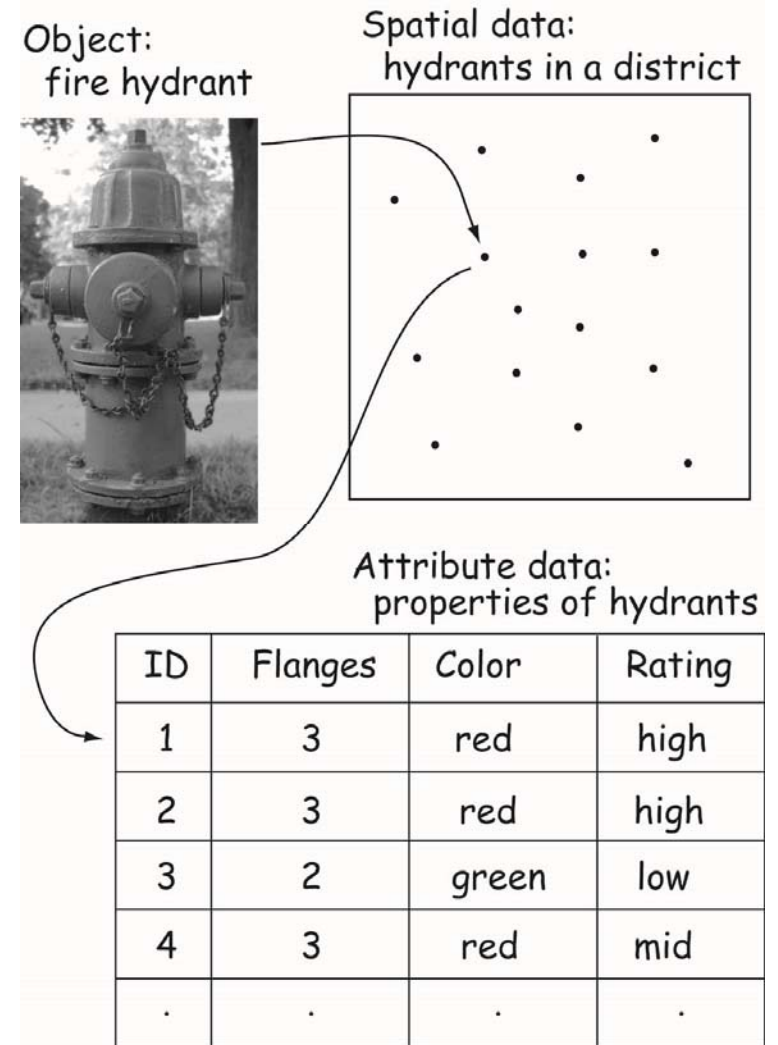 Object:
fire hydrant
Spatial data:
hydrants in a district
Attribute data:
properties of hydrants
ID Flanges Color Rating
1 3 red high
2 3 red high
3 2 green low
4 3 red mid
. . . .